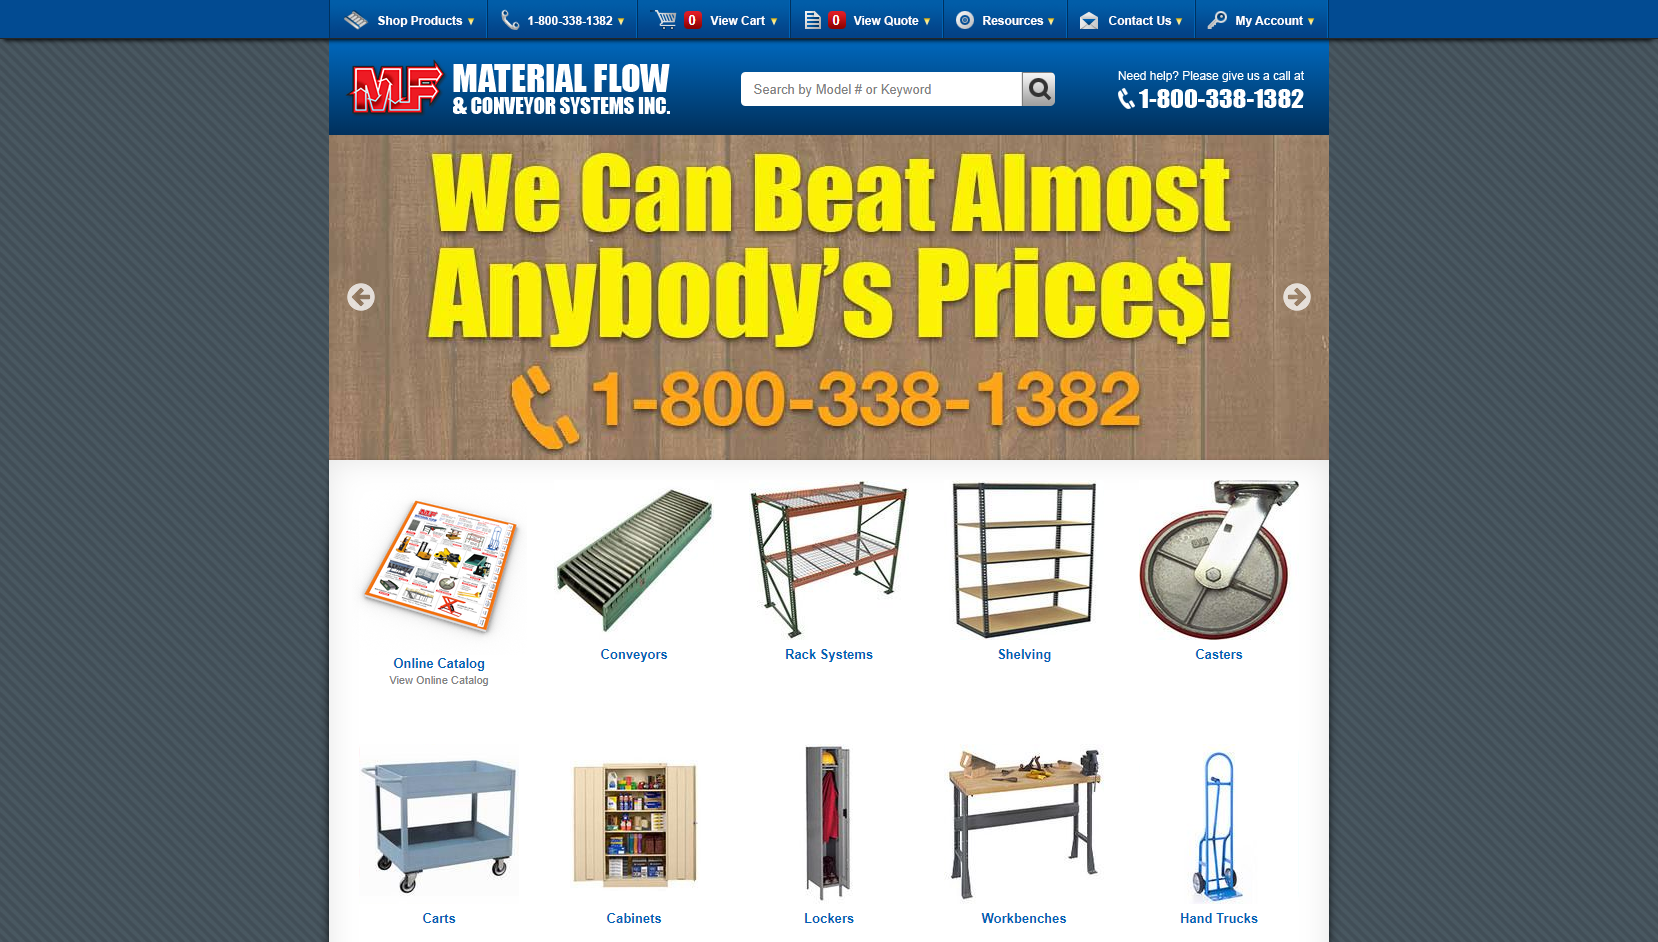 Shop Products
1-800-338-1382
0 View Cart
0 View Quote
Resources
Contact Us
My Account
MF
MATERIAL FLOW
& CONVEYOR SYSTEMS INC.
Search by Model # or Keyword
Need help? Please give us a call at
1-800-338-1382
We Can Beat Almost
Anybody's Price$!
1-800-338-1382
Online Catalog
View Online Catalog
Conveyors
Rack Systems
Shelving
Casters
Carts
Cabinets
Lockers
Workbenches
Hand Trucks